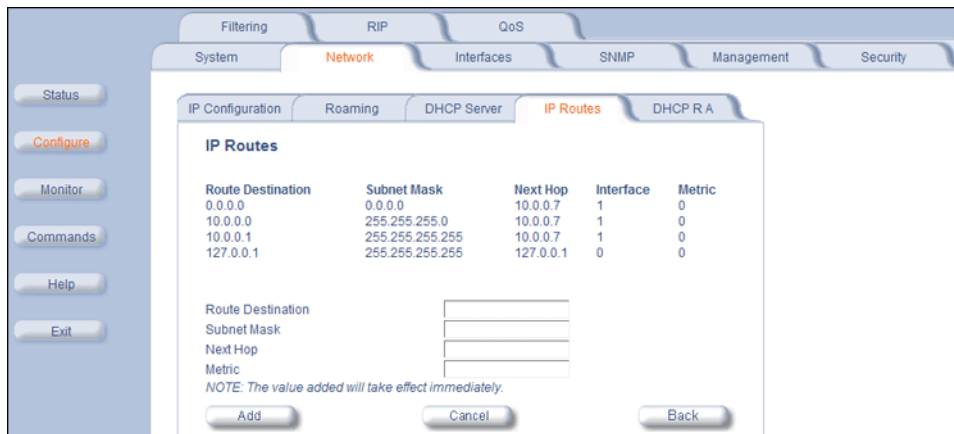 Filtering RIP QoS
System Network Interfaces SNMP Management Security
Status
Configure
Monitor
Commands
Help
Exit
IP Configuration Roaming DHCP Server IP Routes DHCP R A
IP Routes
Route Destination Subnet Mask Next Hop Interface Metric
0.0.0.0 0.0.0.0 10.0.0.7 1 0
10.0.0.0 255.255.255.0 10.0.0.7 1 0
10.0.0.1 255.255.255.255 10.0.0.7 1 0
127.0.0.1 255.255.255.255 127.0.0.1 0 0
Route Destination
Subnet Mask
Next Hop
Metric
NOTE: The value added will take effect immediately.
Add Cancel Back